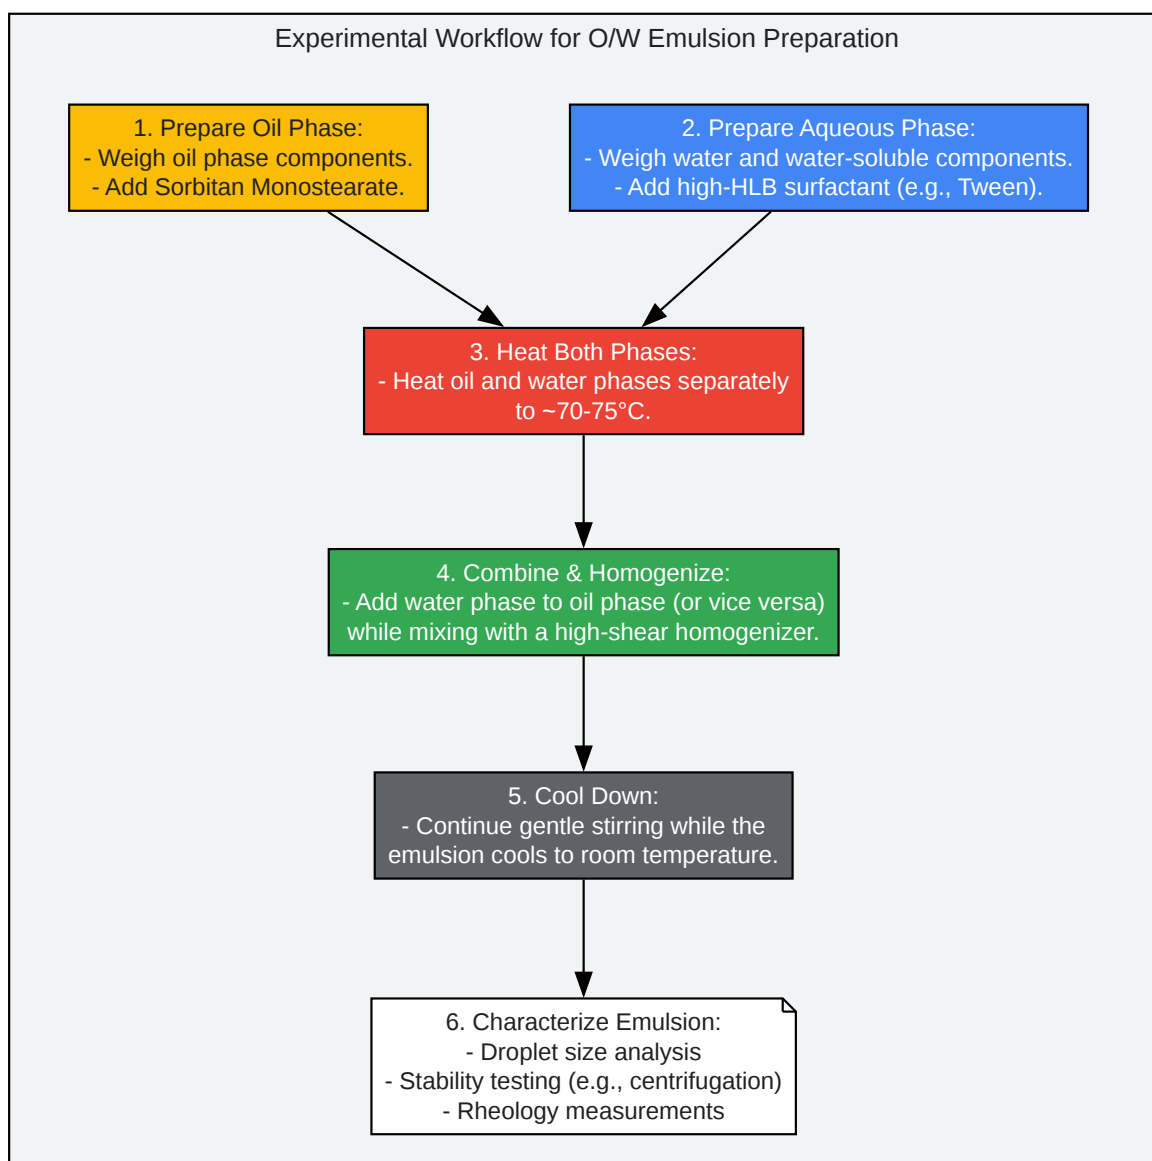 Experimental Workflow for O/W Emulsion Preparation
1. Prepare Oil Phase:
- Weigh oil phase components.
- Add Sorbitan Monostearate.
2. Prepare Aqueous Phase:
- Weigh water and water-soluble components.
- Add high-HLB surfactant (e.g., Tween).
3. Heat Both Phases:
- Heat oil and water phases separately
to ~70-75°C.
4. Combine & Homogenize:
- Add water phase to oil phase (or vice versa)
while mixing with a high-shear homogenizer.
5. Cool Down:
- Continue gentle stirring while the
emulsion cools to room temperature.
6. Characterize Emulsion:
- Droplet size analysis
- Stability testing (e.g., centrifugation)
- Rheology measurements